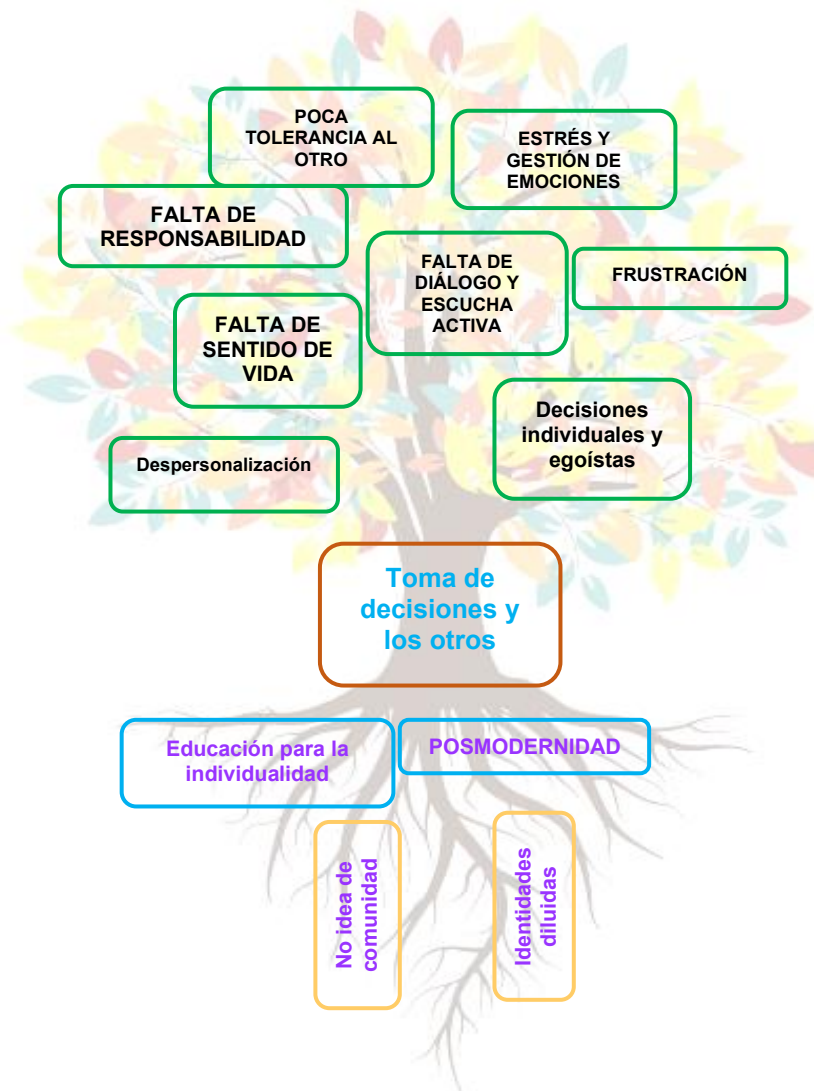 POCA
TOLERANCIA AL
OTRO
ESTRÉS Y
GESTIÓN DE
EMOCIONES
FALTA DE
RESPONSABILIDAD
FALTA DE
DIÁLOGO Y
ESCUCHA
ACTIVA
FRUSTRACIÓN
FALTA DE
SENTIDO DE
VIDA
Decisiones
individuales y
egoístas
Despersonalización
Toma de
decisiones y
los otros
Educación para la
individualidad
POSMODERNIDAD
No idea de
comunidad
Identidades
diluidas